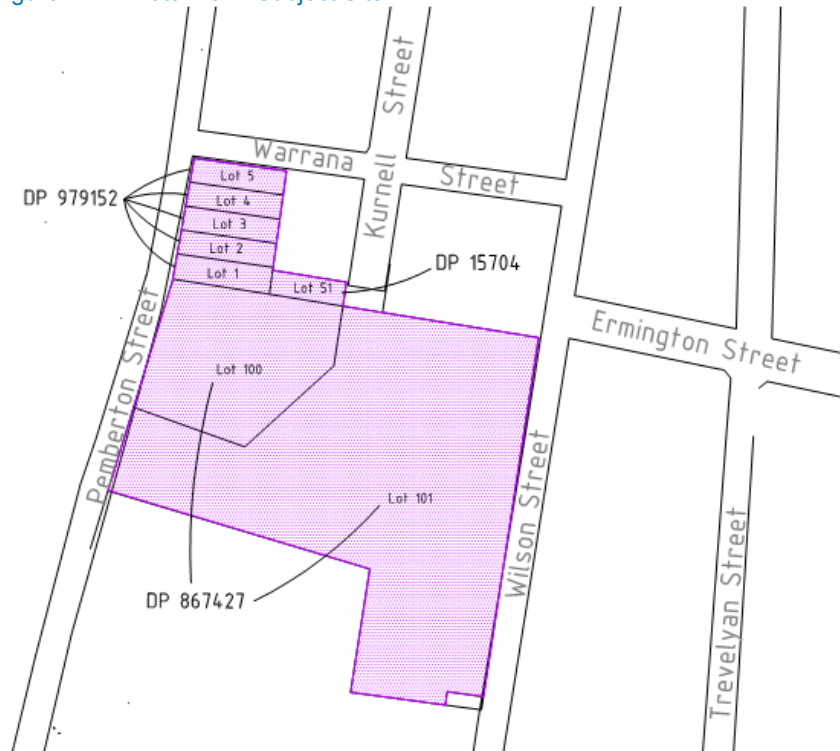 Street
Warrana
Kurnell
Street
Lot 5
Lot 4
Lot 3
Lot 2
Lot 1
DP 979152
DP 15704
Lot 51
Pemberton Street
Ermington Street
Lot 100
Lot 101
Wilson Street
DP 867427
Trevelyan Street